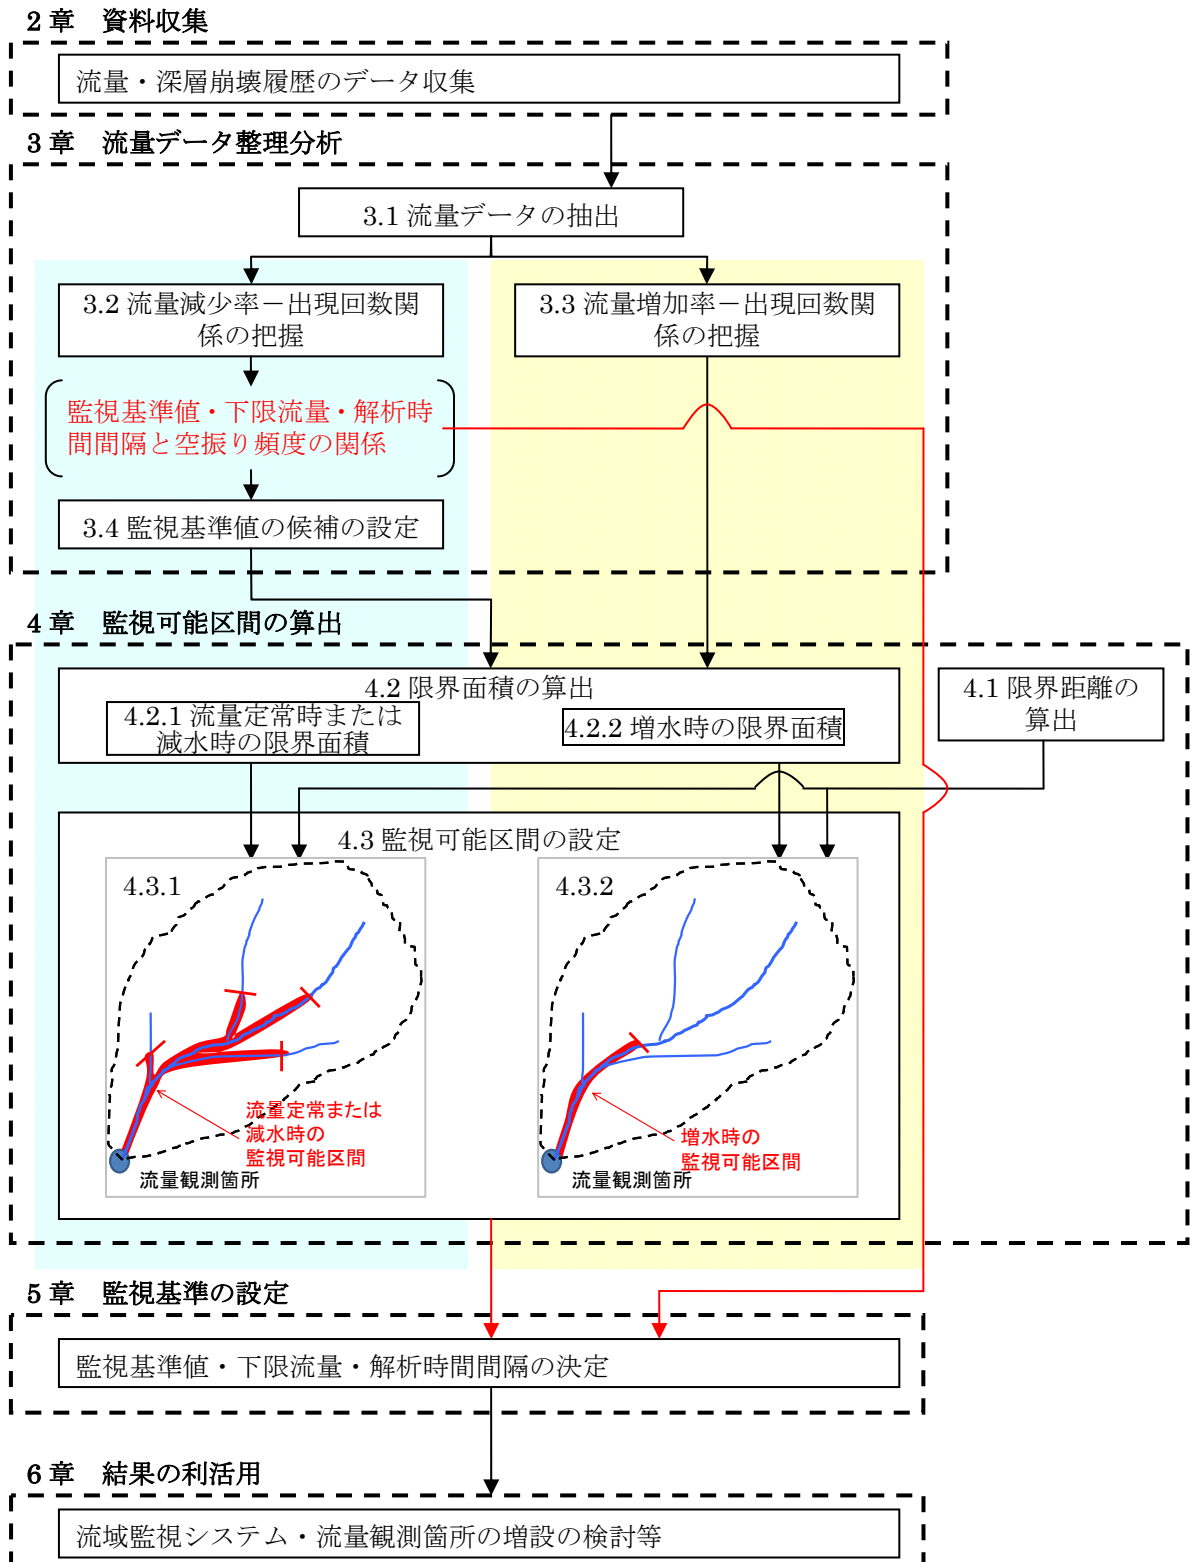 2章　資料収集
流量・深層崩壊履歴のデータ収集
3章　流量データ整理分析
3.1 流量データの抽出
3.2 流量減少率－出現回数関
係の把握
3.3 流量増加率－出現回数関
係の把握
監視基準値・下限流量・解析時
間間隔と空振り頻度の関係
3.4 監視基準値の候補の設定
4章　監視可能区間の算出
4.2 限界面積の算出
4.2.1 流量定常時または
減水時の限界面積
4.2.2 増水時の限界面積
4.1 限界距離の
算出
4.3 監視可能区間の設定
4.3.1
流量定常または
減水時の
監視可能区間
流量観測箇所
4.3.2
増水時の
監視可能区間
流量観測箇所
5章　監視基準の設定
監視基準値・下限流量・解析時間間隔の決定
6章　結果の利活用
流域監視システム・流量観測箇所の増設の検討等